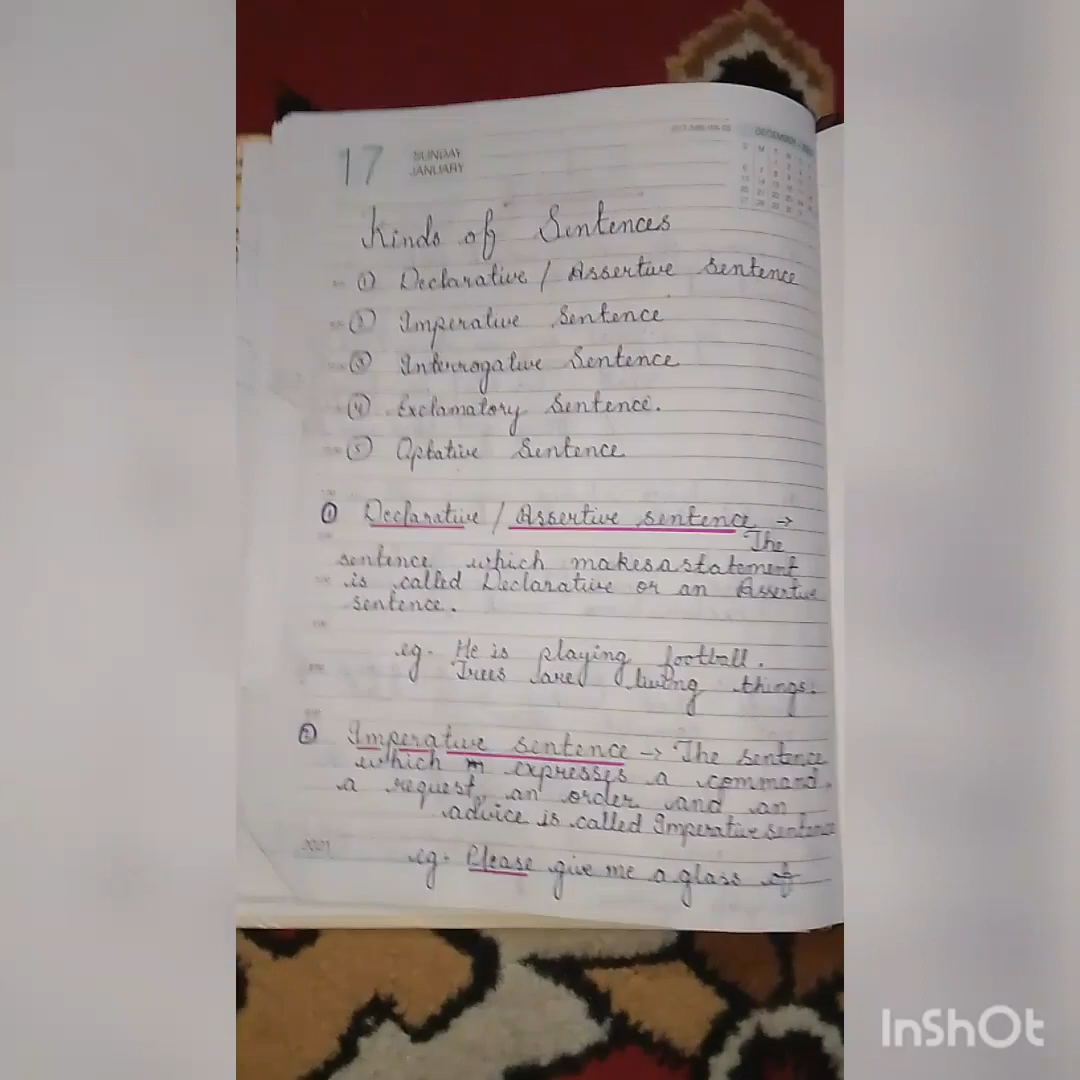 17 SUNDAY
JANUARY
Kinds of Sentences
① Declarative / Assertive sentence
② Imperative Sentence
③ Interrogative Sentence
④ Exclamatory Sentence.
⑤ Optative Sentence
① Declarative / Assertive sentence →
The
sentence which makes a statement
is called Declarative or an Assertive
sentence.
eg. He is playing football.
Trees are living things.
② Imperative sentence → The sentence
which expresses a command,
a request, an order and an
advice is called Imperative sentence
2021
eg. Please give me a glass of
InShOt